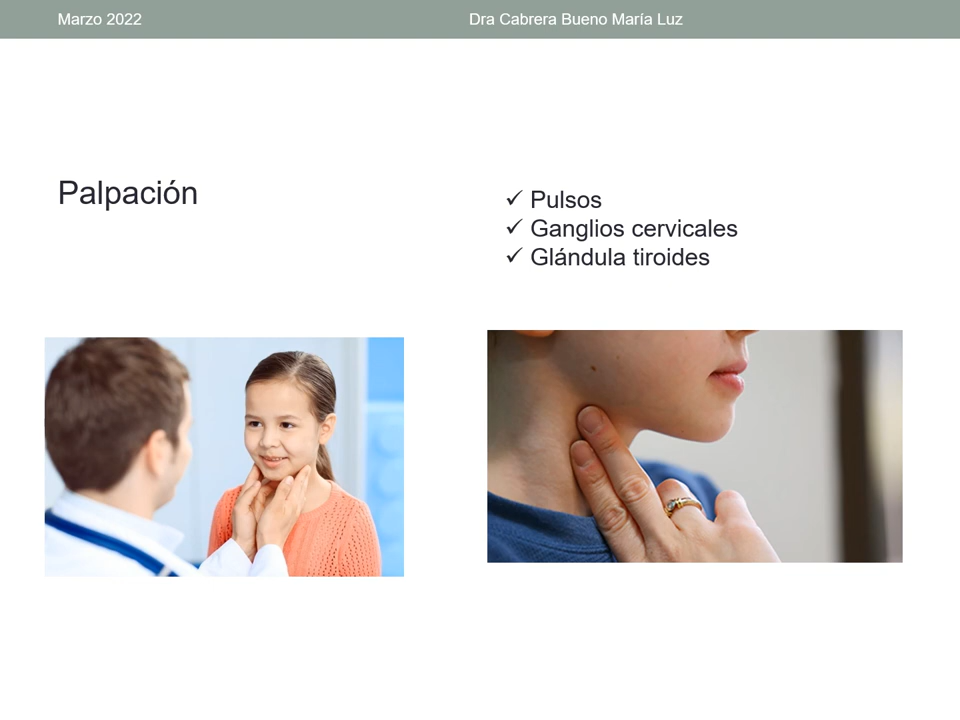 Marzo 2022
Dra Cabrera Bueno María Luz
Palpación
✓ Pulsos
✓ Ganglios cervicales
✓ Glándula tiroides